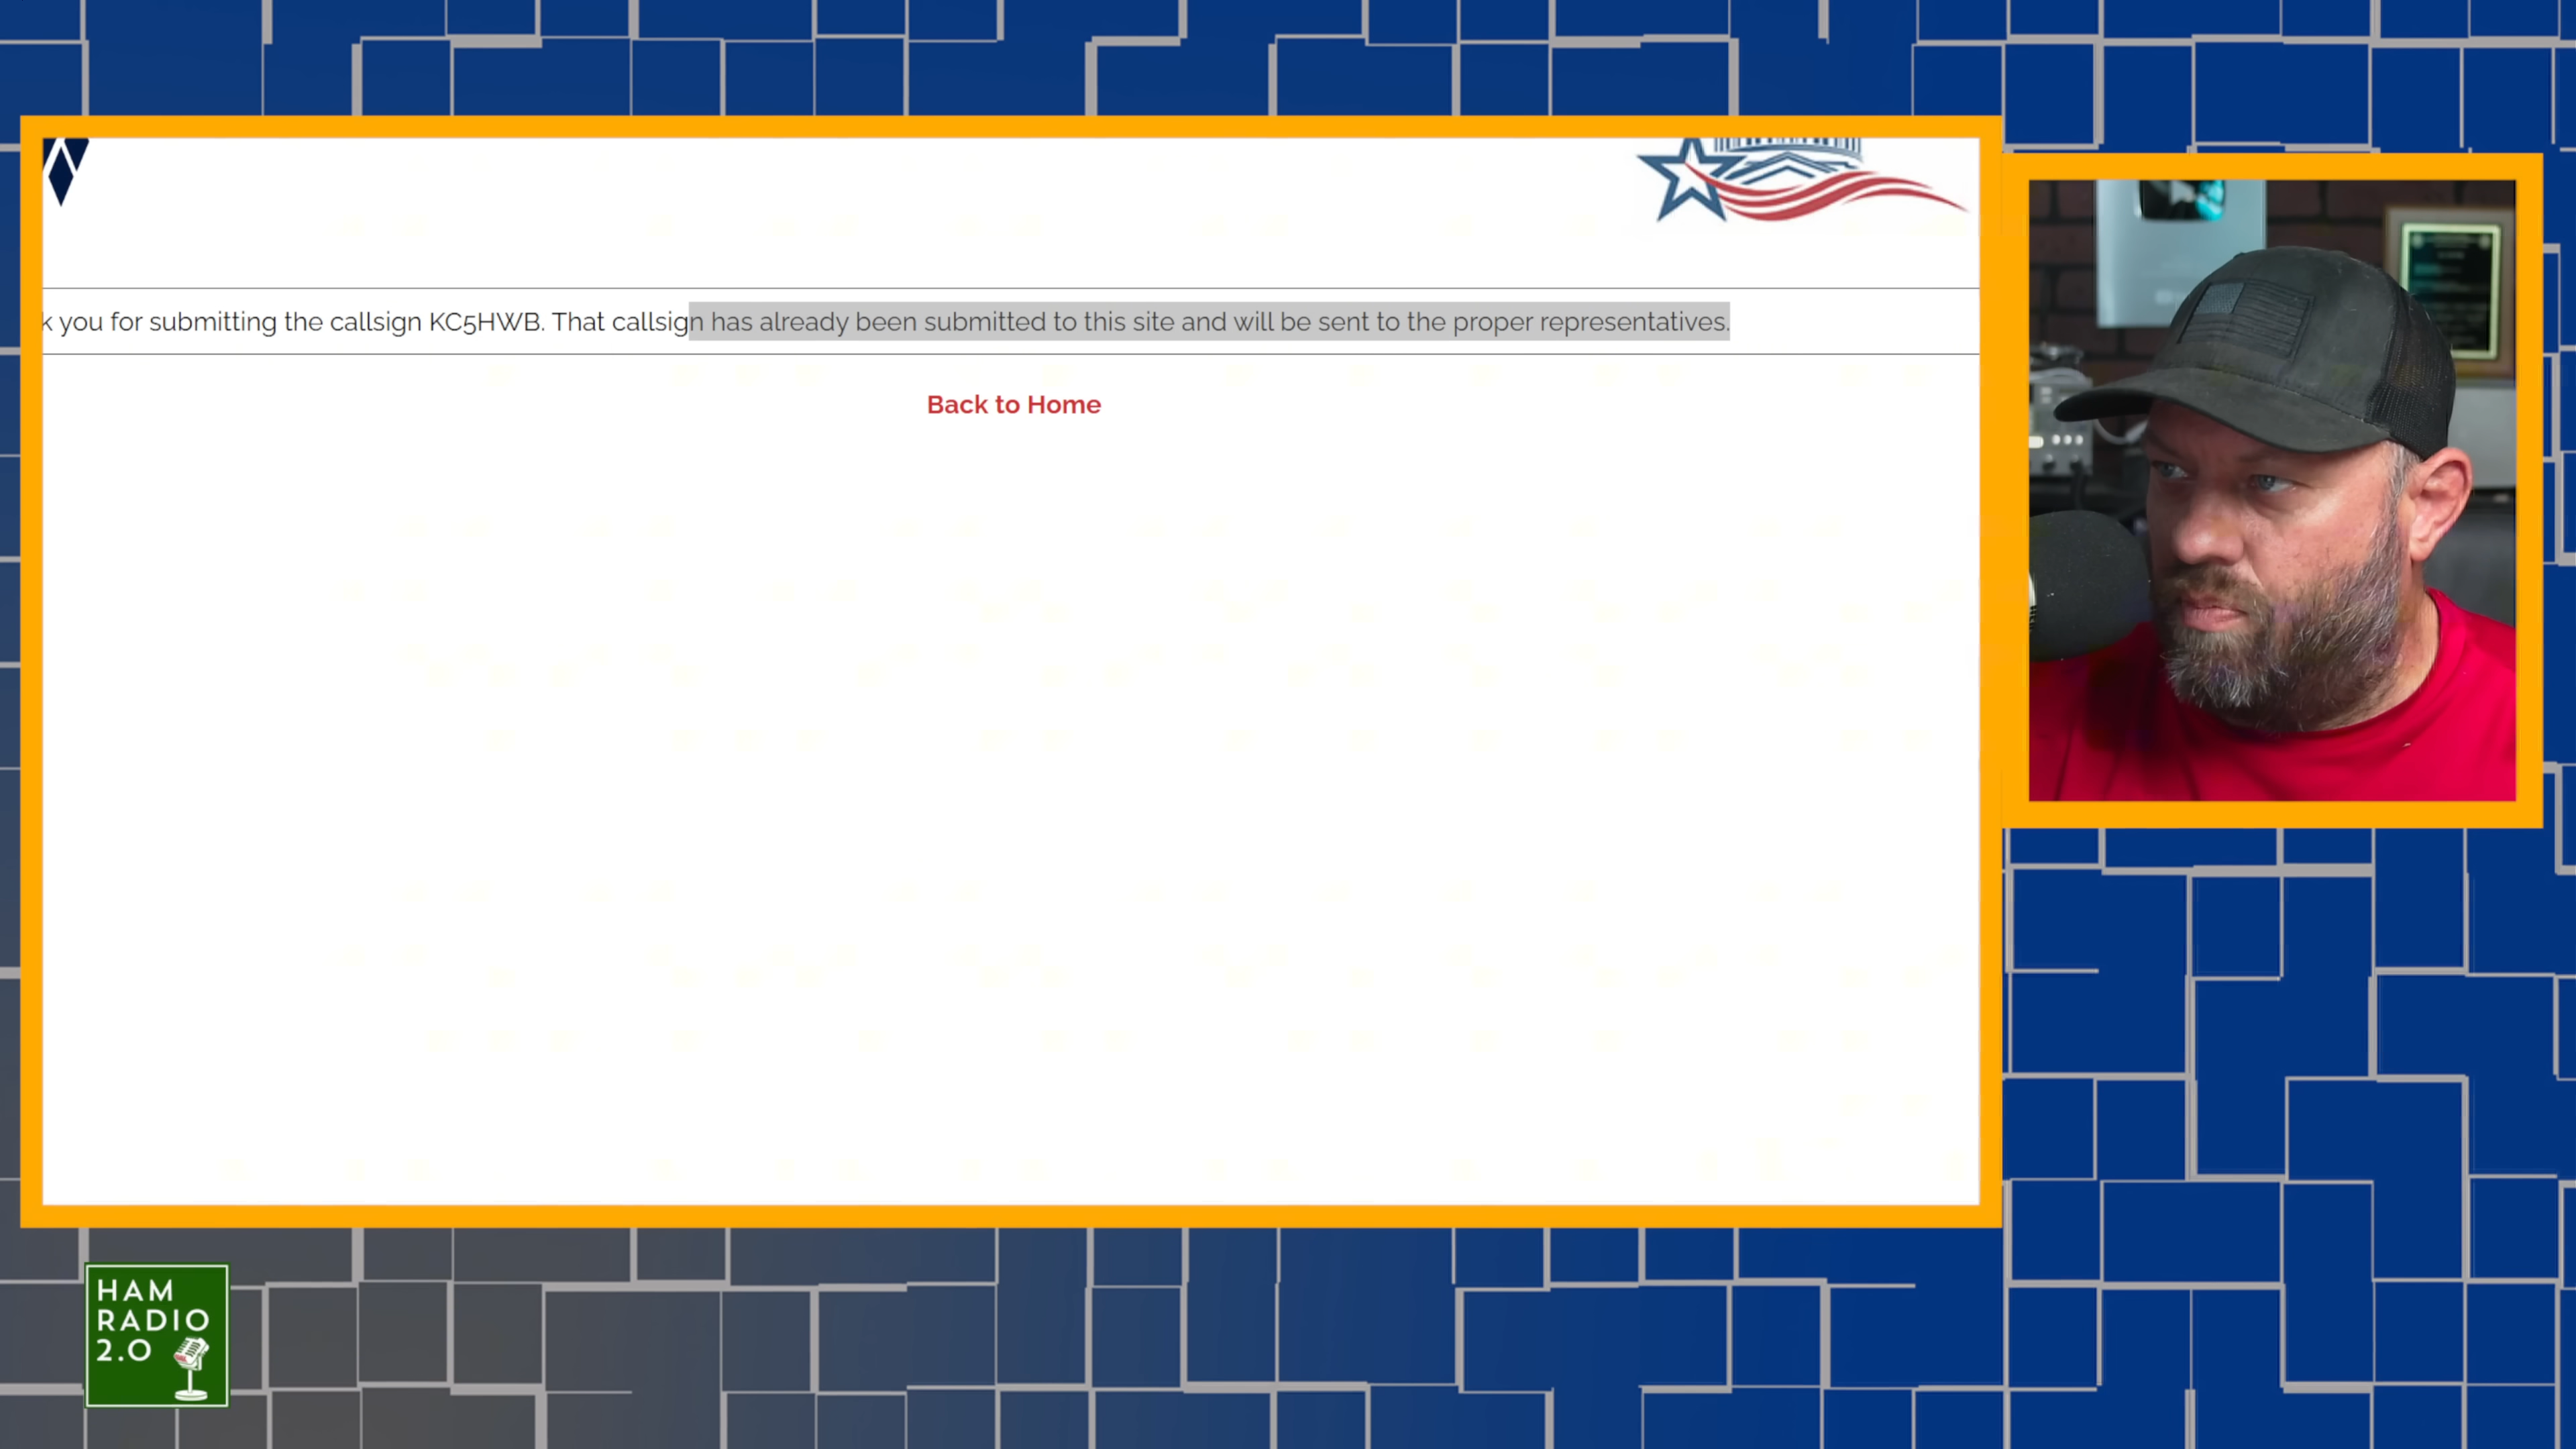 k you for submitting the callsign KC5HWB. That callsign has already been submitted to this site and will be sent to the proper representatives.
Back to Home
HAM
RADIO
2.0